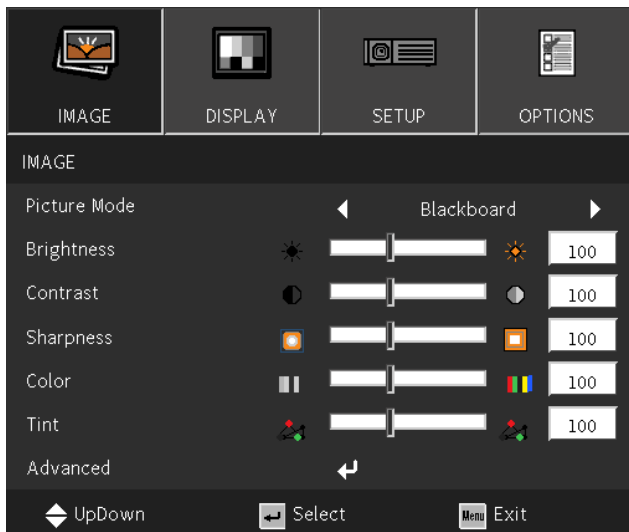 IMAGE DISPLAY SETUP OPTIONS
IMAGE
Picture Mode Blackboard
Brightness 100
Contrast 100
Sharpness 100
Color 100
Tint 100
Advanced
UpDown Select Menu Exit